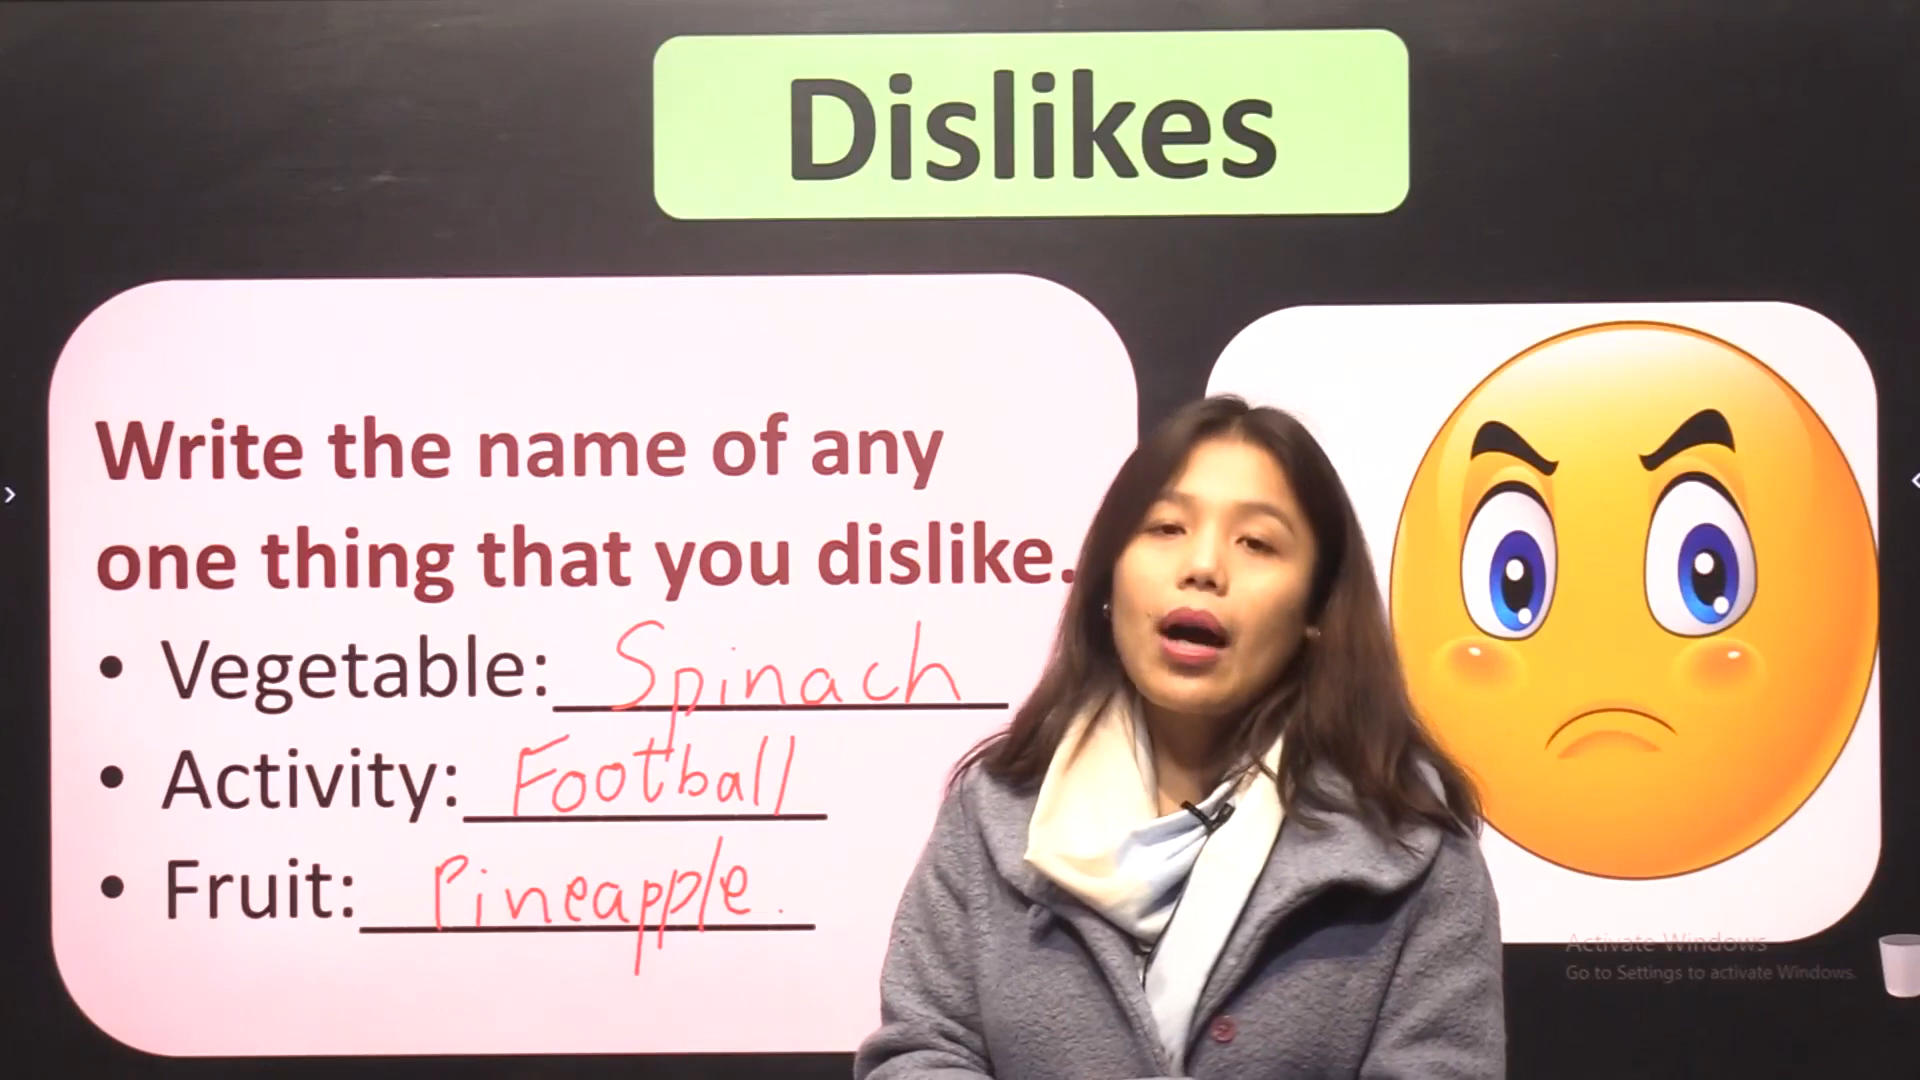 Dislikes
Write the name of any
one thing that you dislike.
• Vegetable: Spinach
• Activity: Football
• Fruit: Pineapple.
Activate Windows
Go to Settings to activate Windows.